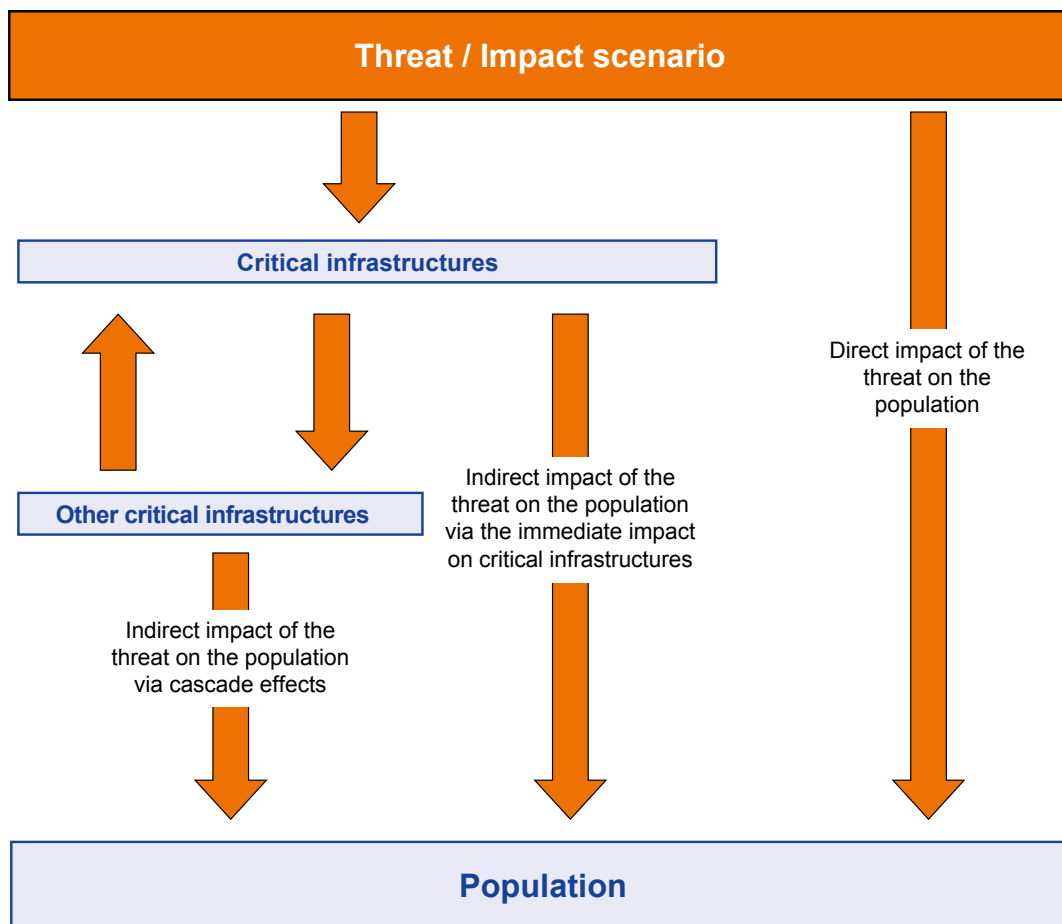 Threat / Impact scenario
Critical infrastructures
Direct impact of the
threat on the
population
Indirect impact of the
threat on the population
via the immediate impact
on critical infrastructures
Other critical infrastructures
Indirect impact of the
threat on the population
via cascade effects
Population